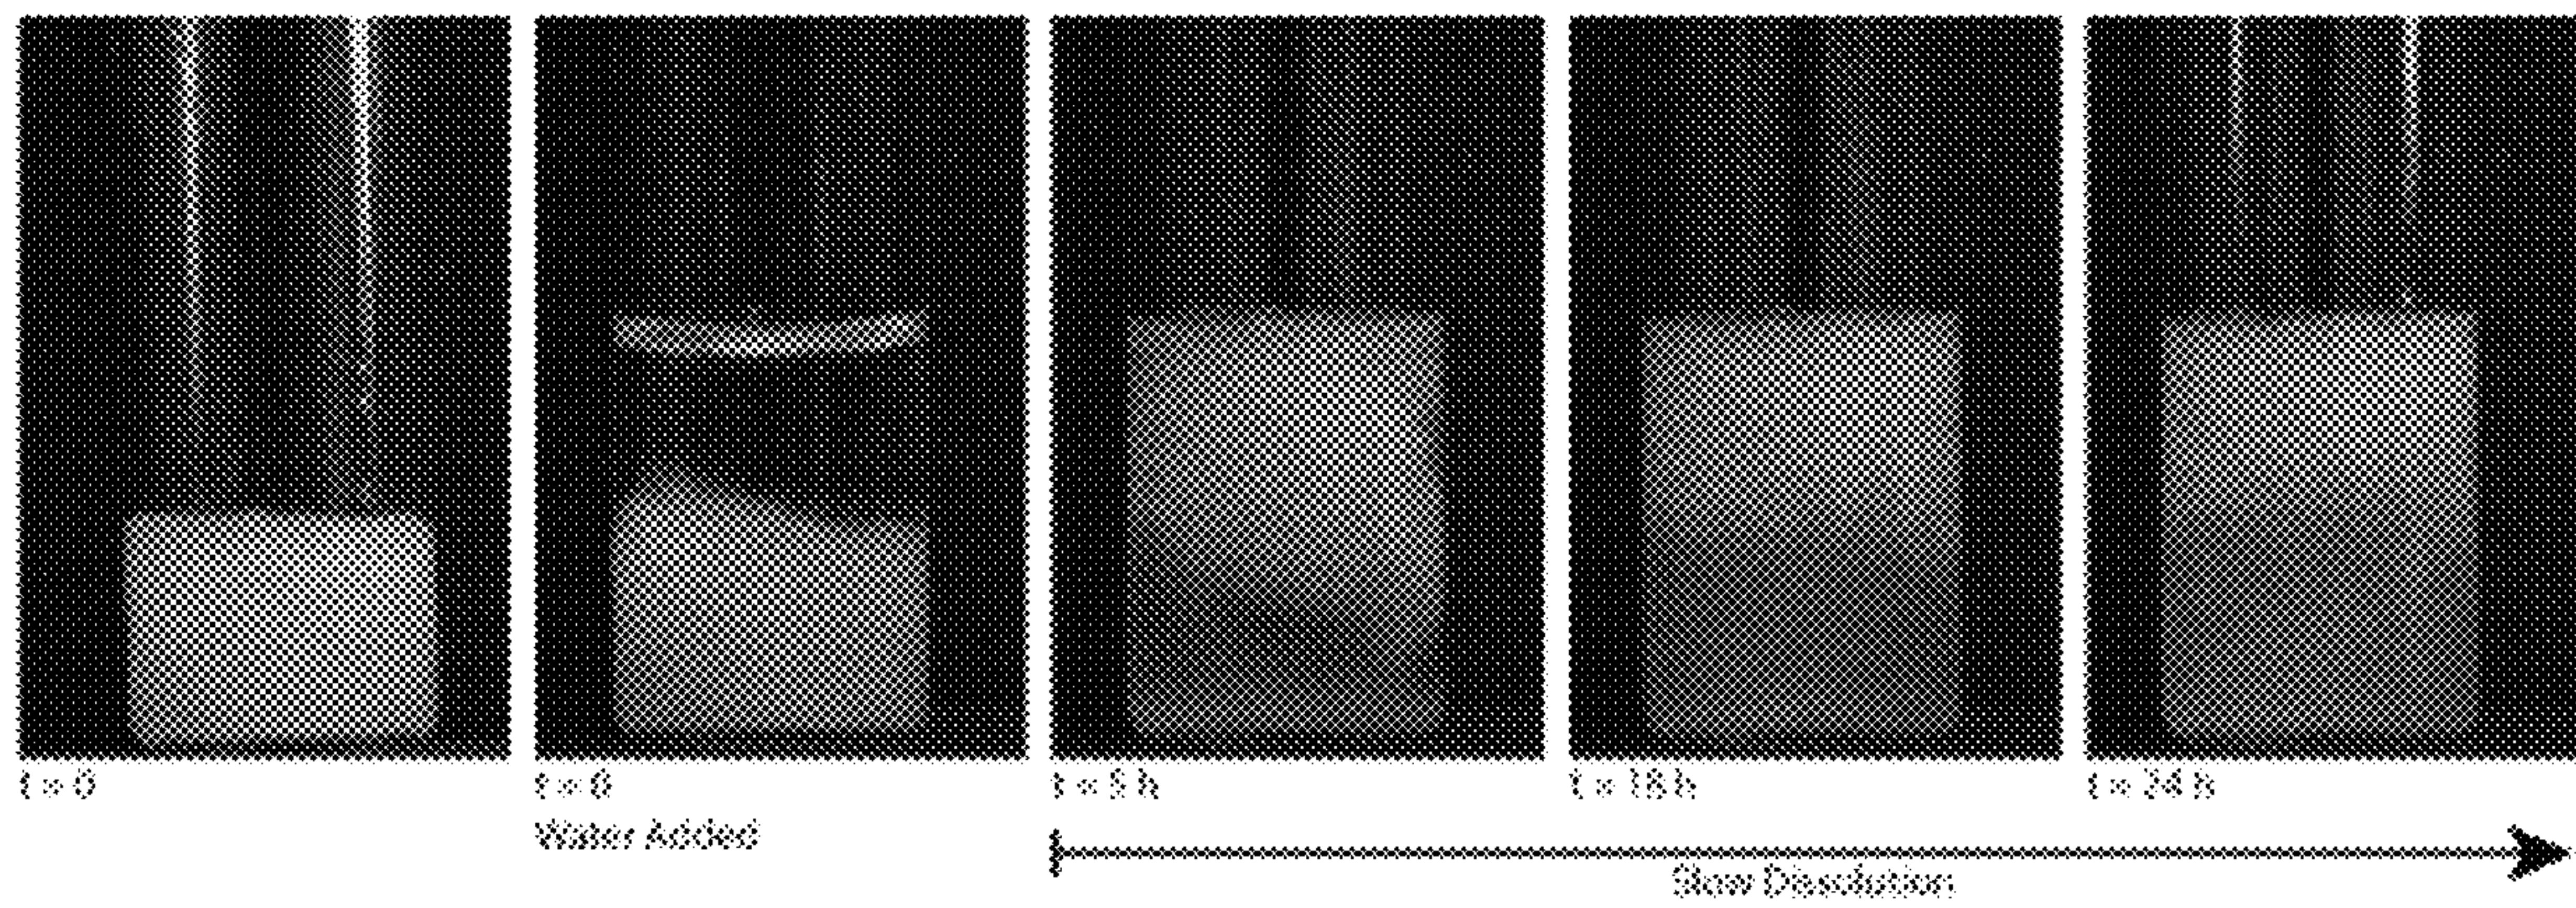 t = 0
t = 0
t = 5 h
t = 18 h
t = 24 h
Water Added
Slow Dissolution